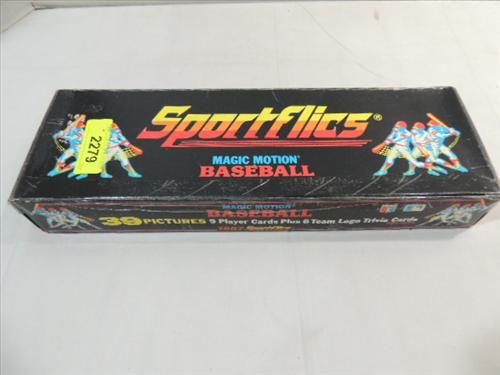 Sportflics®
2279
MAGIC MOTION®
BASEBALL
MAGIC MOTION
BASEBALL
39 PICTURES 9 Player Cards Plus 6 Team Logo Trivia Cards
1987 Sportflics